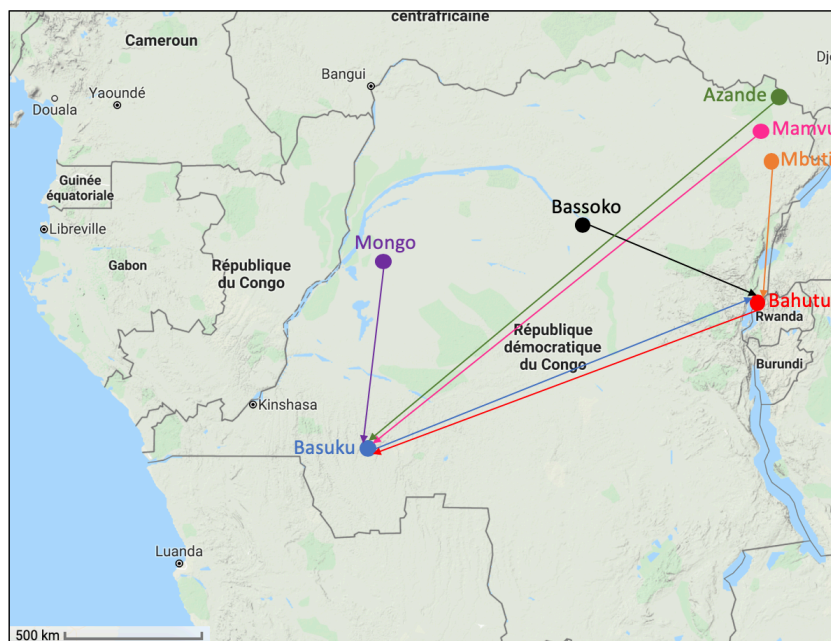 centrafricaine
Cameroun
Bangui
Yaoundé
Douala
Azande
Mamvu
Mbuti
Guinée
équatoriale
Libreville
Bassoko
Mongo
Gabon
République
du Congo
Bahutu
Rwanda
République
démocratique
du Congo
Burundi
Kinshasa
Basuku
Luanda
500 km